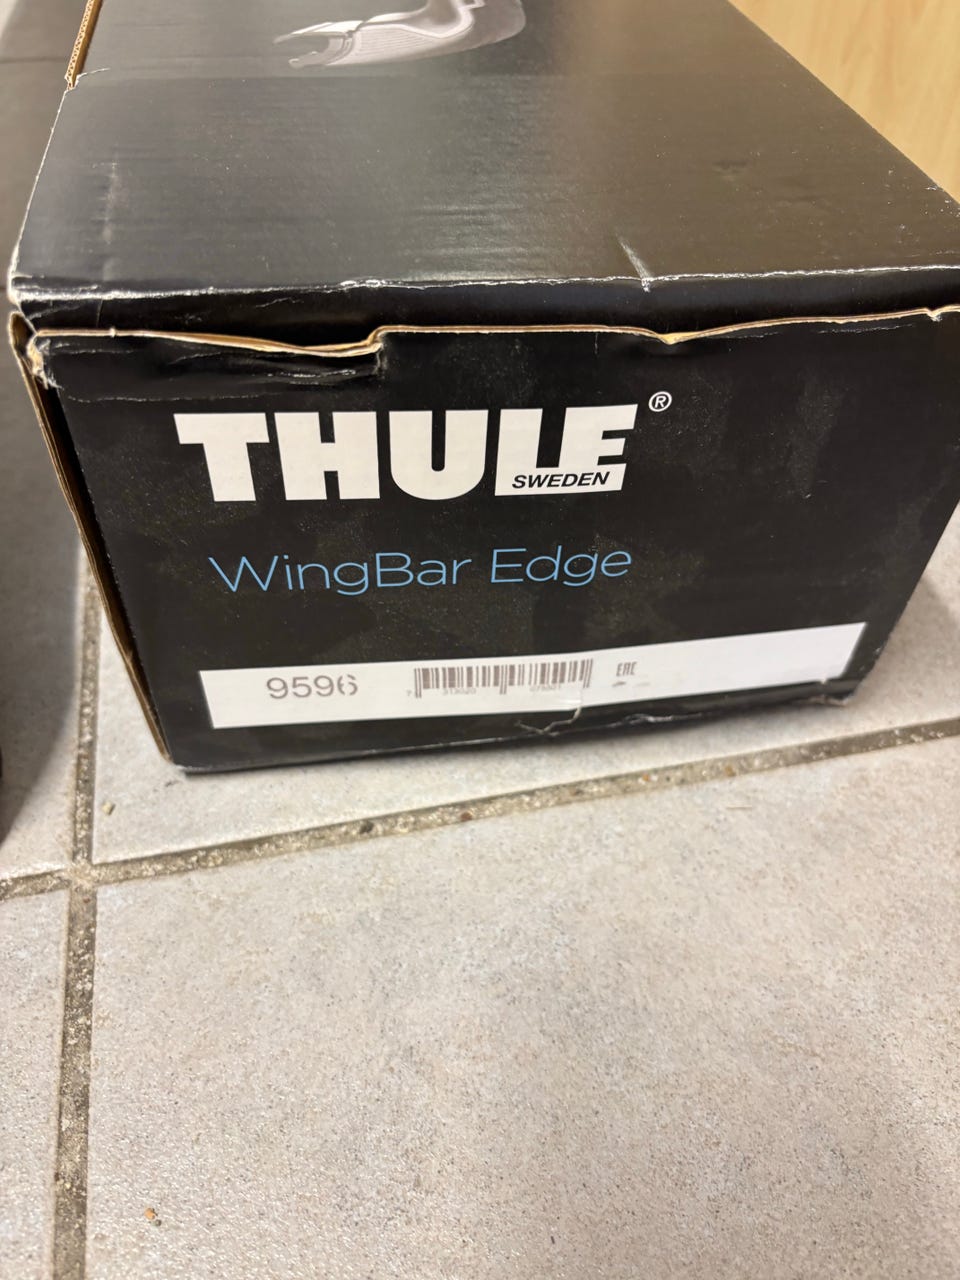 THULE®
SWEDEN
WingBar Edge
9596
EAC